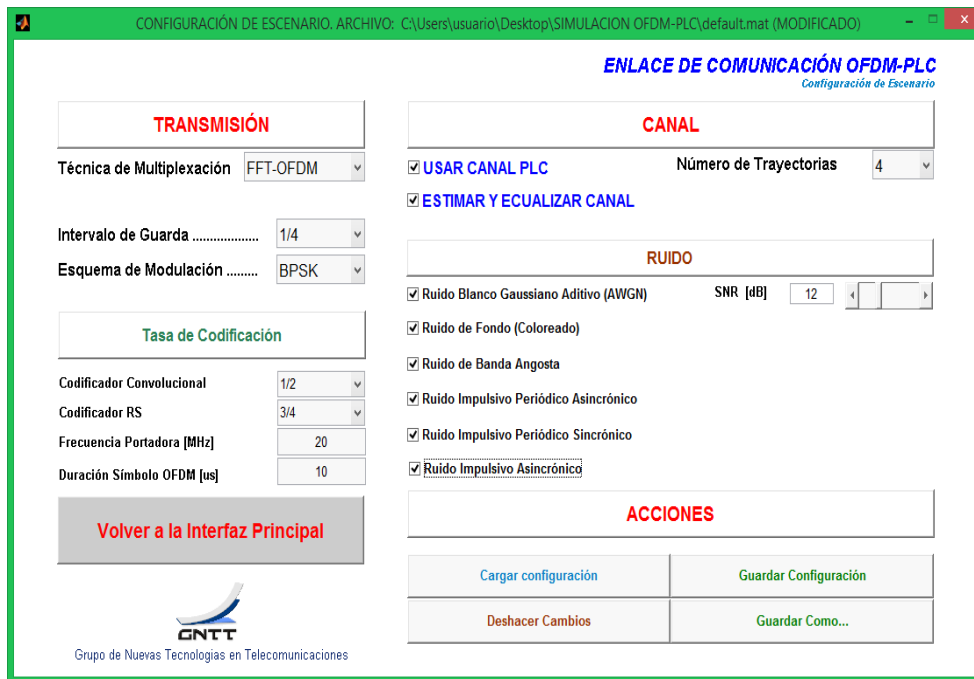 CONFIGURACIÓN DE ESCENARIO. ARCHIVO: C:\Users\usuario\Desktop\SIMULACION OFDM-PLC\default.mat (MODIFICADO)
ENLACE DE COMUNICACIÓN OFDM-PLC
Configuración de Escenario
TRANSMISIÓN
Técnica de Multiplexación FFT-OFDM
Intervalo de Guarda ................... 1/4
Esquema de Modulación ......... BPSK
Tasa de Codificación
Codificador Convolucional 1/2
Codificador RS 3/4
Frecuencia Portadora [MHz] 20
Duración Símbolo OFDM [us] 10
Volver a la Interfaz Principal
GNTT
Grupo de Nuevas Tecnologias en Telecomunicaciones
CANAL
USAR CANAL PLC Número de Trayectorias 4
ESTIMAR Y ECUALIZAR CANAL
RUIDO
Ruido Blanco Gaussiano Aditivo (AWGN) SNR [dB] 12
Ruido de Fondo (Coloreado)
Ruido de Banda Angosta
Ruido Impulsivo Periódico Asincrónico
Ruido Impulsivo Periódico Sincrónico
Ruido Impulsivo Asincrónico
ACCIONES
Cargar configuración Guardar Configuración
Deshacer Cambios Guardar Como...